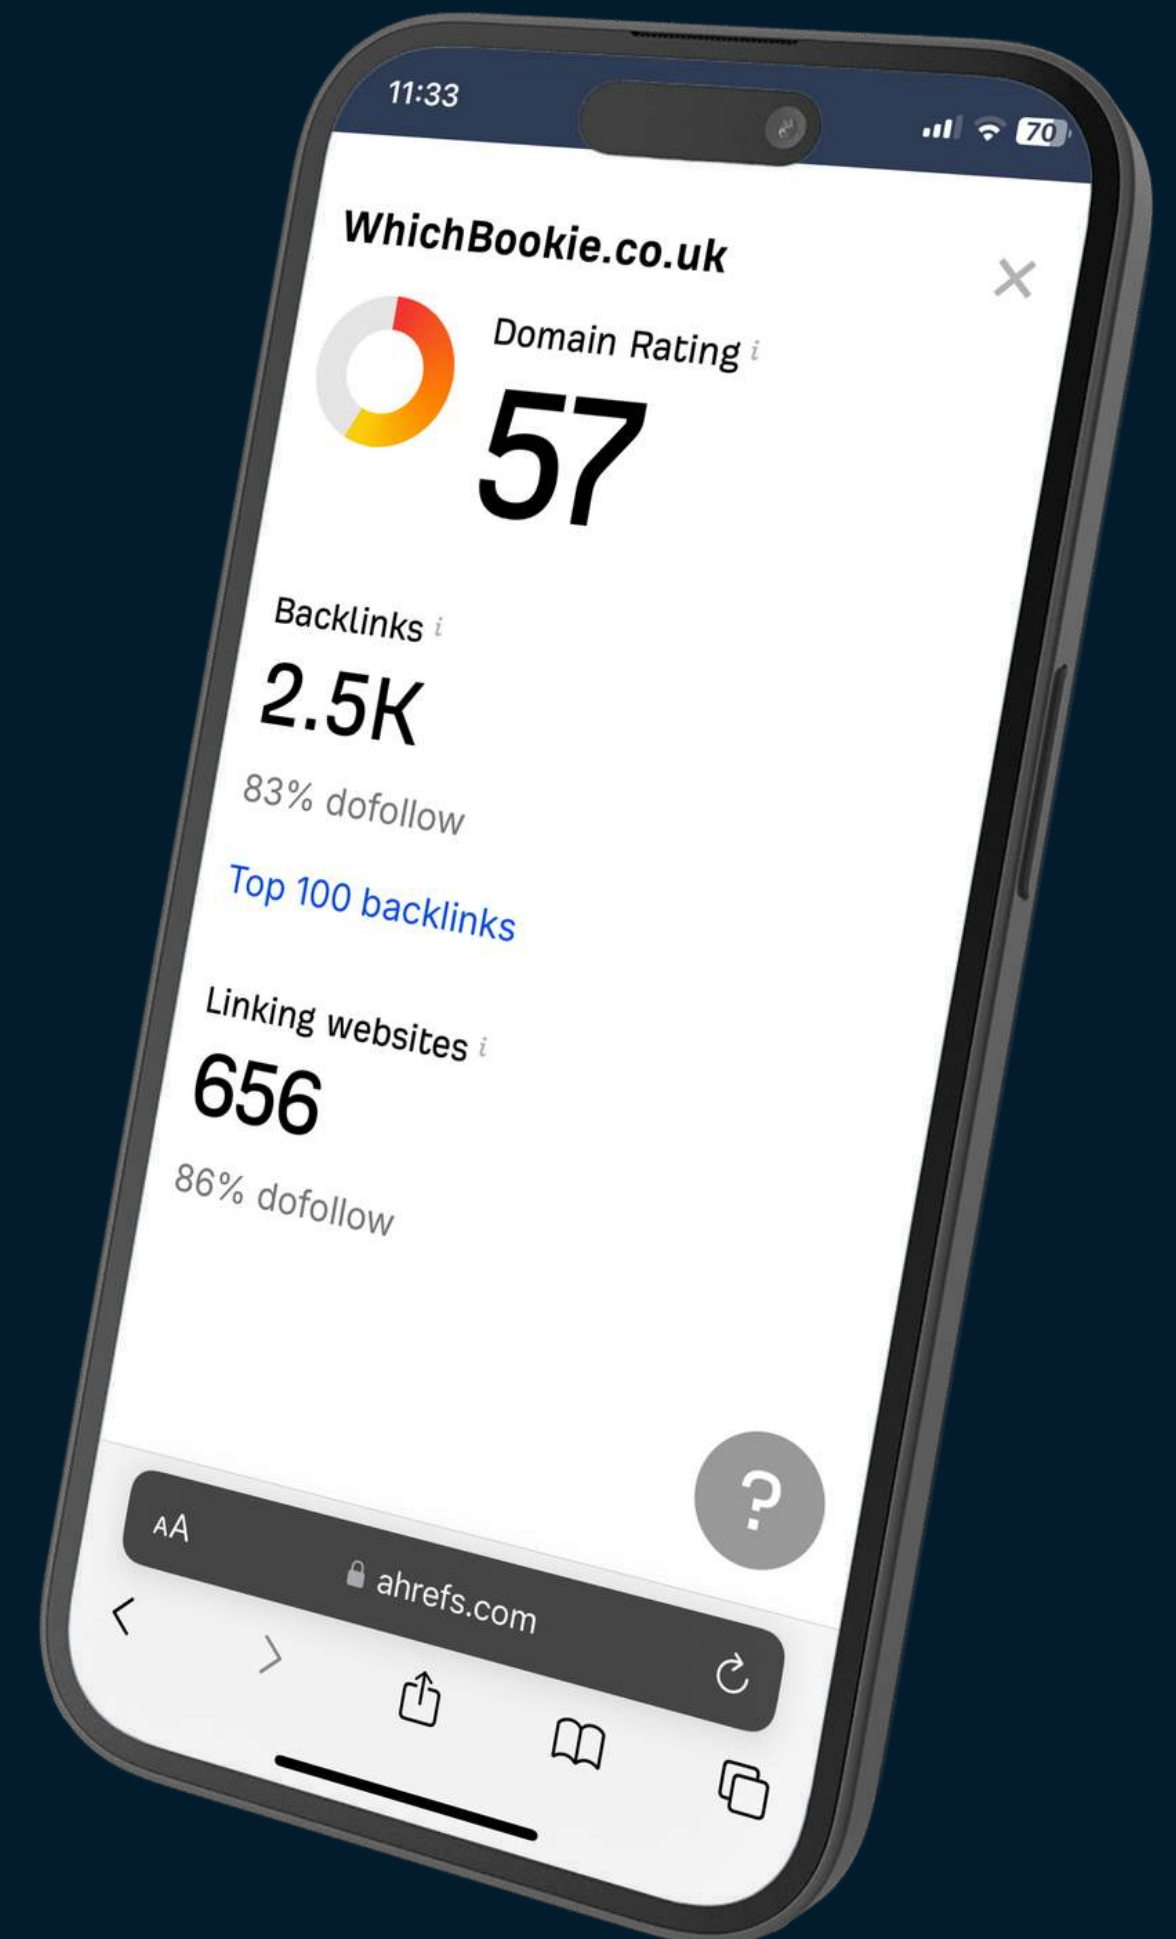 11:33
70
WhichBookie.co.uk
Domain Rating i
57
Backlinks i
2.5K
83% dofollow
Top 100 backlinks
Linking websites i
656
86% dofollow
?
AA
ahrefs.com